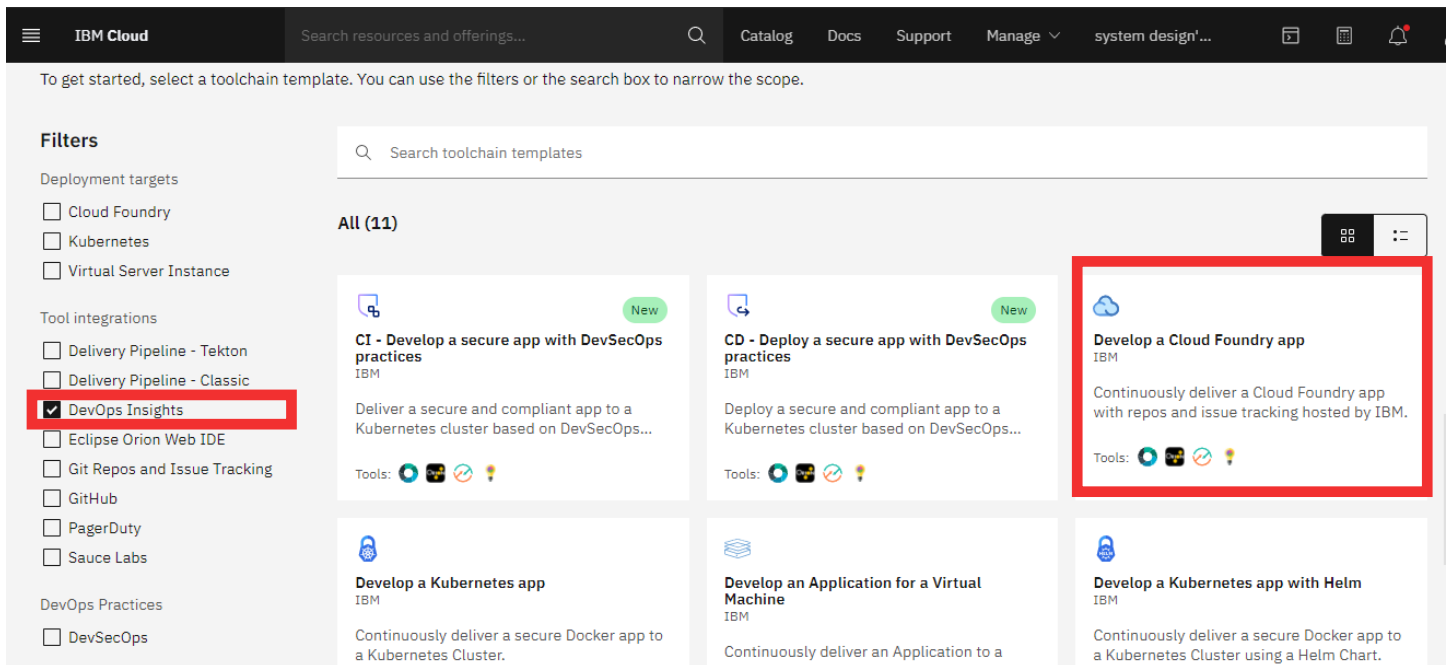 IBM Cloud
Search resources and offerings...
Catalog
Docs
Support
Manage
system design'...
To get started, select a toolchain template. You can use the filters or the search box to narrow the scope.
Filters
Deployment targets
Cloud Foundry
Kubernetes
Virtual Server Instance
Tool integrations
Delivery Pipeline - Tekton
Delivery Pipeline - Classic
DevOps Insights
Eclipse Orion Web IDE
Git Repos and Issue Tracking
GitHub
PagerDuty
Sauce Labs
DevOps Practices
DevSecOps
Search toolchain templates
All (11)
New
CI - Develop a secure app with DevSecOps
practices
IBM
Deliver a secure and compliant app to a
Kubernetes cluster based on DevSecOps...
Tools:
New
CD - Deploy a secure app with DevSecOps
practices
IBM
Deploy a secure and compliant app to a
Kubernetes cluster based on DevSecOps...
Tools:
Develop a Cloud Foundry app
IBM
Continuously deliver a Cloud Foundry app
with repos and issue tracking hosted by IBM.
Tools:
Develop a Kubernetes app
IBM
Continuously deliver a secure Docker app to
a Kubernetes Cluster.
Develop an Application for a Virtual
Machine
IBM
Continuously deliver an Application to a
Develop a Kubernetes app with Helm
IBM
Continuously deliver a secure Docker app to
a Kubernetes Cluster using a Helm Chart.